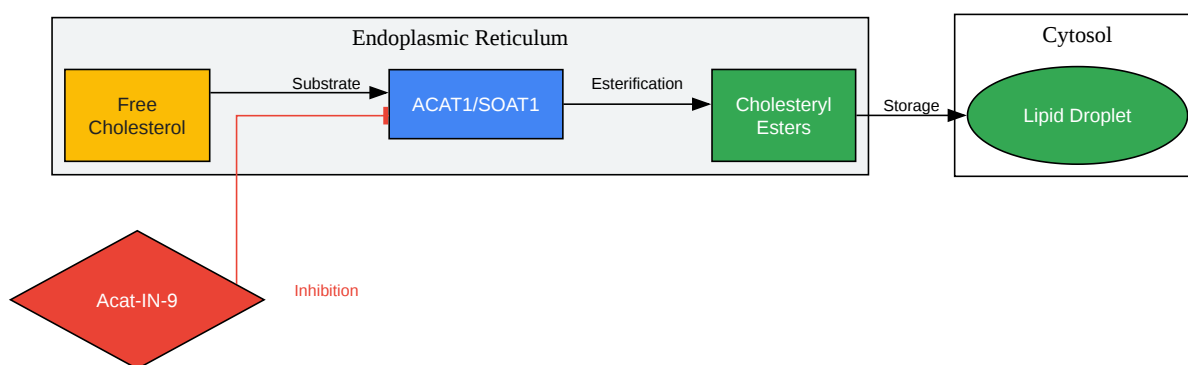 Endoplasmic Reticulum
Cytosol
Free
Cholesterol
Substrate
ACAT1/SOAT1
Esterification
Cholesteryl
Esters
Storage
Lipid Droplet
Acat-IN-9
Inhibition